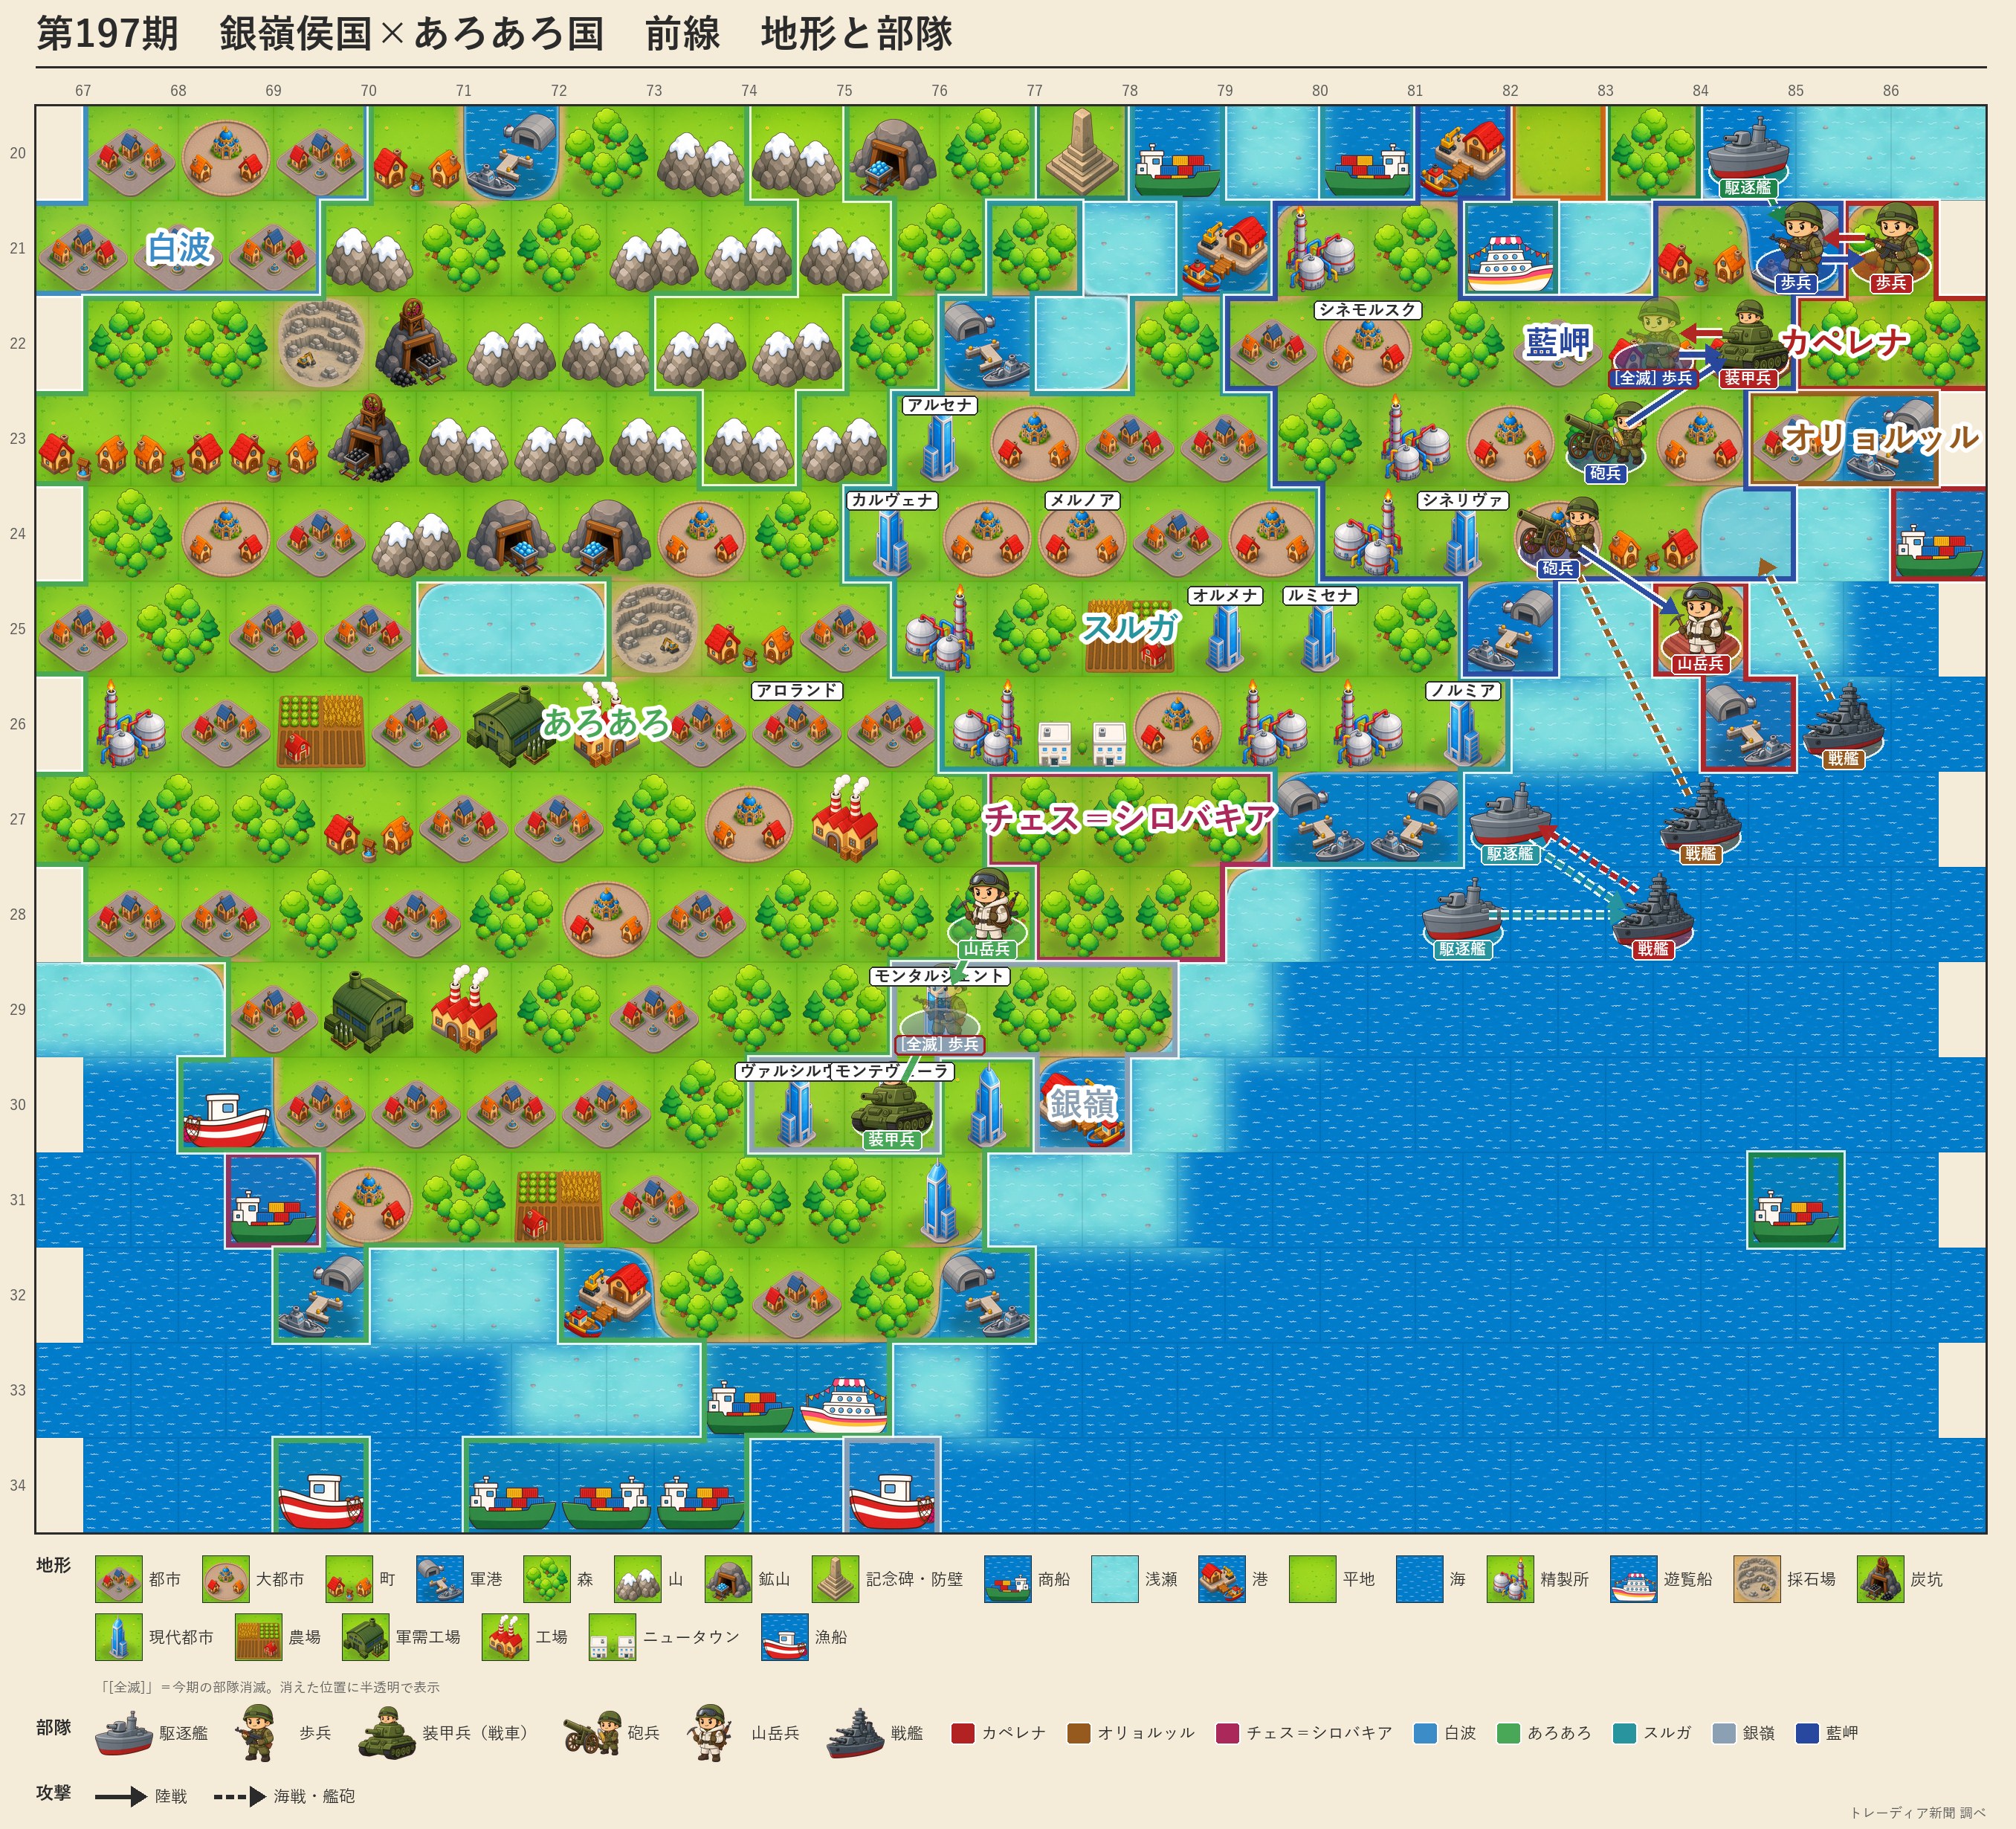 第197期　銀嶺侯国×あろあろ国　前線　地形と部隊
67 68 69 70 71 72 73 74 75 76 77 78 79 80 81 82 83 84 85 86
20
駆逐艦
21
白波
歩兵
歩兵
22
シネモルスク
藍岬
カペレナ
[全滅] 歩兵
装甲兵
23
アルセナ
オリョルッル
砲兵
24
カルヴェナ
メルノア
シネリヴァ
砲兵
25
スルガ
オルメナ
ルミセナ
山岳兵
26
あろあろ
アロランド
ノルミア
戦艦
27
チェス＝シロバキア
駆逐艦
戦艦
28
山岳兵
駆逐艦
戦艦
29
[全滅] 歩兵
30
銀嶺
装甲兵
31
32
33
34
地形
都市 大都市 町 軍港 森 山 鉱山 記念碑・防壁 商船 浅瀬 港 平地 海 精製所 遊覧船 採石場 炭坑
現代都市 農場 軍需工場 工場 ニュータウン 漁船
「[全滅]」＝今期の部隊消滅。消えた位置に半透明で表示
部隊 駆逐艦 歩兵 装甲兵（戦車） 砲兵 山岳兵 戦艦 カペレナ オリョルッル チェス＝シロバキア 白波 あろあろ スルガ 銀嶺 藍岬
攻撃 陸戦 海戦・艦砲
トレーディア新聞 調べ